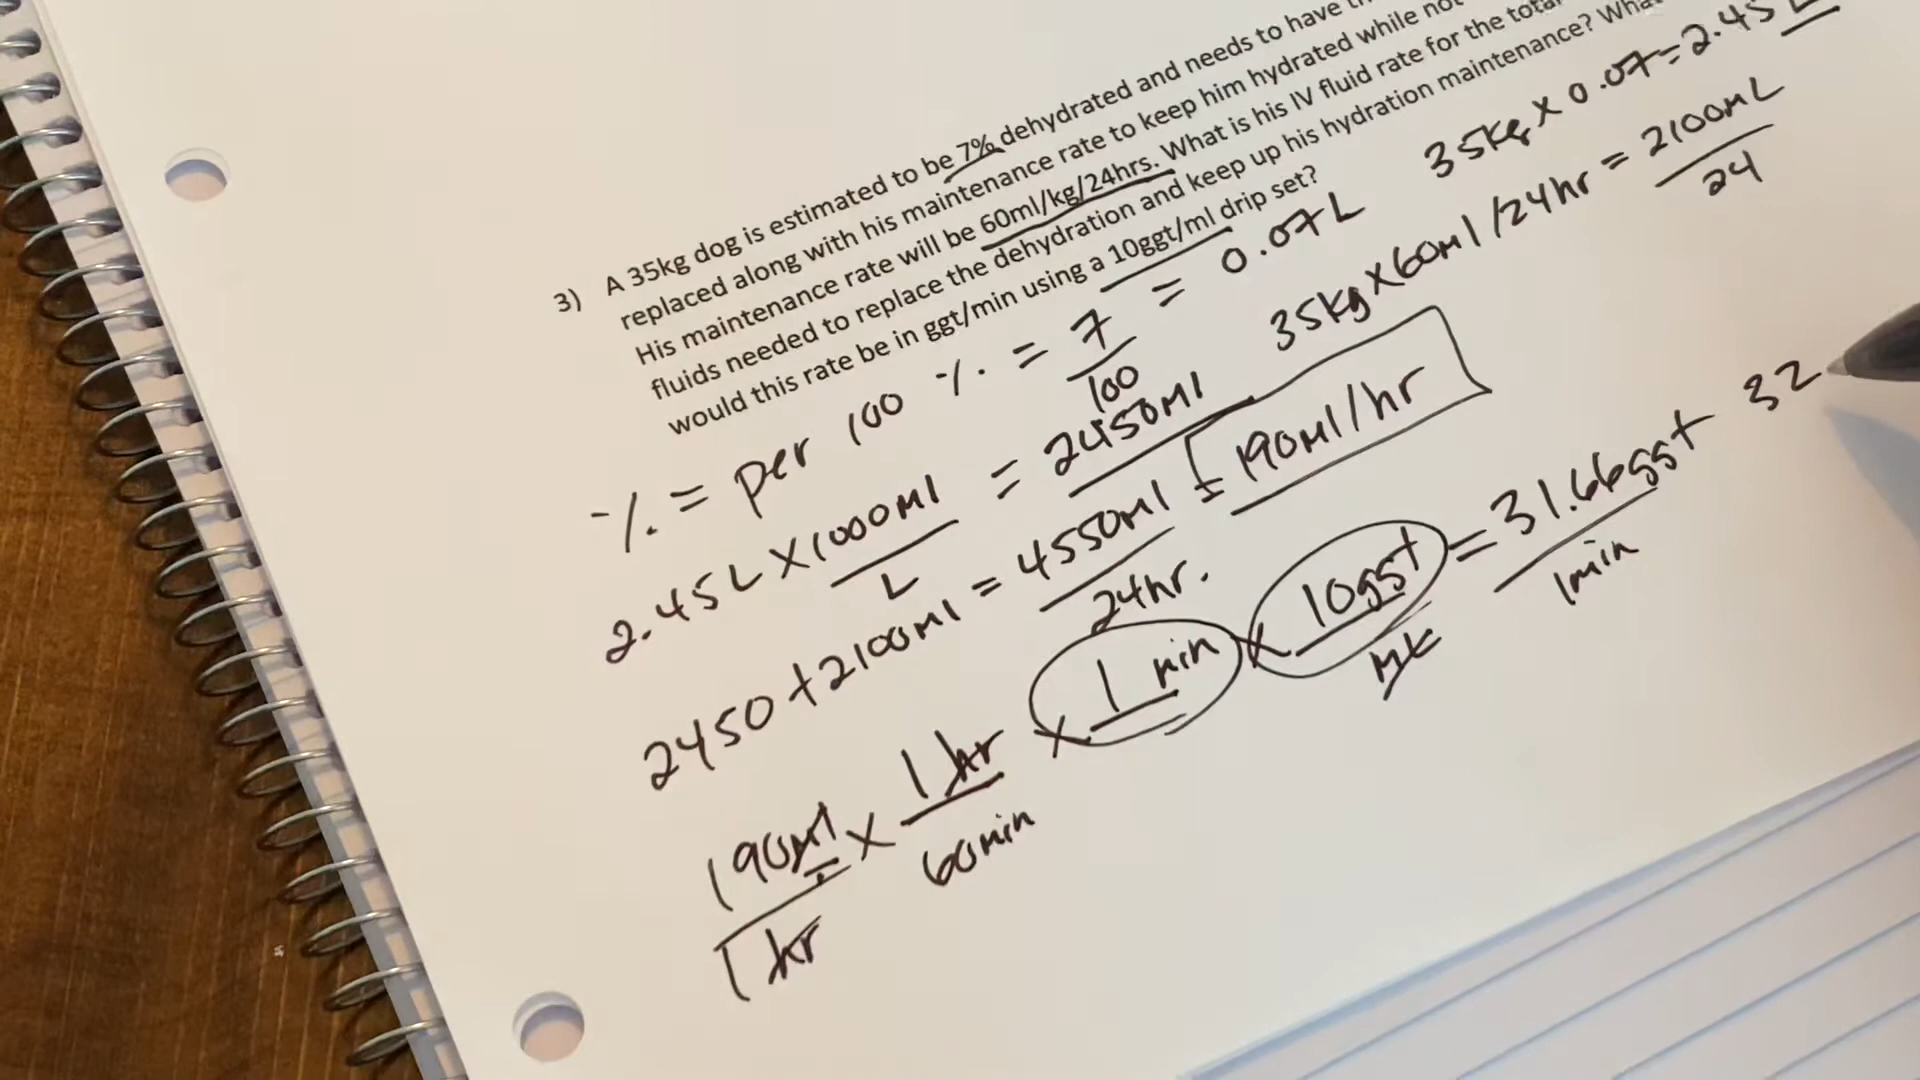 3) A 35kg dog is estimated to be 7% dehydrated and needs to have
replaced along with his maintenance rate to keep him hydrated while not
His maintenance rate will be 60ml/kg/24hrs. What is his IV fluid rate for the total
fluids needed to replace the dehydration and keep up his hydration maintenance? What
would this rate be in ggt/min using a 10ggt/ml drip set?
35kg x 0.07 = 2.45 L
% = per 100 % = 7/100 = 0.07L
35kg x 60ml/24hr = 2100mL/24
2.45L x 1000ml/L = 2450ml
2450 + 2100ml = 4550ml/24hr. = 190ml/hr
190ml/1hr x 1hr/60min x 1min x 10ggt/mL = 31.66ggt/1min 32